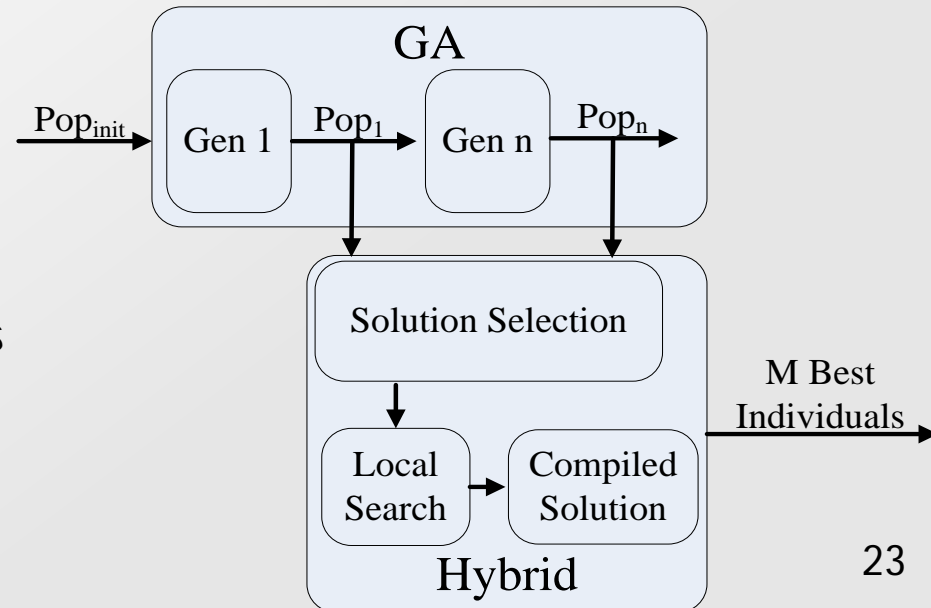 GA
Pop_init
Gen 1
Pop_1
Gen n
Pop_n
Solution Selection
s
M Best
Individuals
Local
Search
Compiled
Solution
Hybrid
23